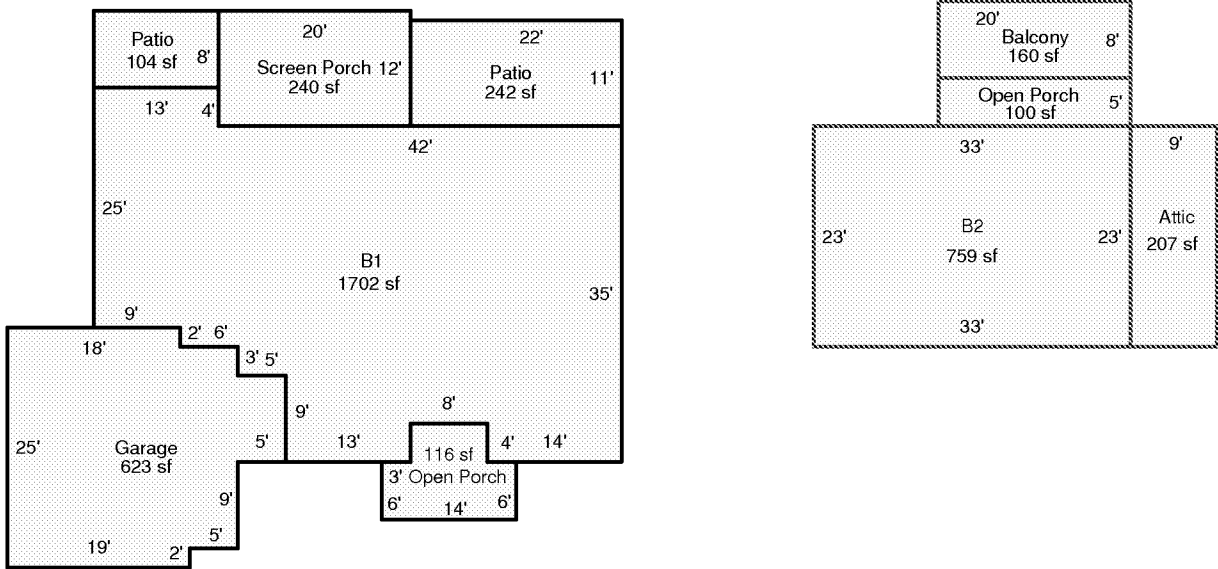 Patio
104 sf
8'
13'
4'
20'
Screen Porch
12'
240 sf
22'
Patio
242 sf
11'
42'
25'
B1
1702 sf
35'
9'
2'
6'
3'
5'
9'
18'
25'
Garage
623 sf
5'
9'
5'
2'
19'
13'
8'
4'
14'
116 sf
3'
Open Porch
6'
14'
6'
20'
Balcony
8'
160 sf
Open Porch
5'
100 sf
33'
23'
B2
759 sf
23'
33'
9'
Attic
207 sf